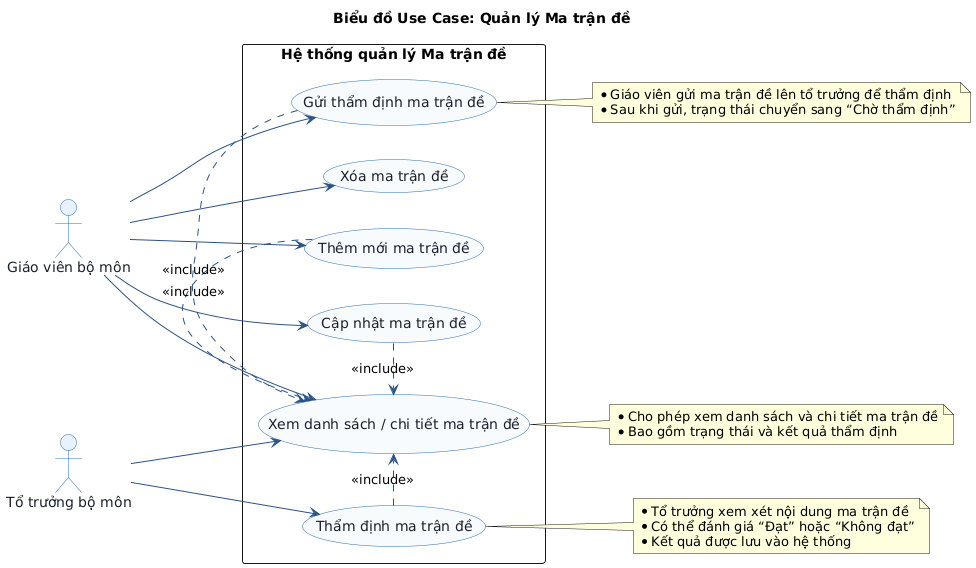 Biểu đồ Use Case: Quản lý Ma trận đề
Hệ thống quản lý Ma trận đề
Gửi thẩm định ma trận đề
• Giáo viên gửi ma trận đề lên tổ trưởng để thẩm định
• Sau khi gửi, trạng thái chuyển sang “Chờ thẩm định”
Xóa ma trận đề
Thêm mới ma trận đề
Giáo viên bộ môn
«include»
«include»
Cập nhật ma trận đề
«include»
Xem danh sách / chi tiết ma trận đề
• Cho phép xem danh sách và chi tiết ma trận đề
• Bao gồm trạng thái và kết quả thẩm định
«include»
Tổ trưởng bộ môn
Thẩm định ma trận đề
• Tổ trưởng xem xét nội dung ma trận đề
• Có thể đánh giá “Đạt” hoặc “Không đạt”
• Kết quả được lưu vào hệ thống